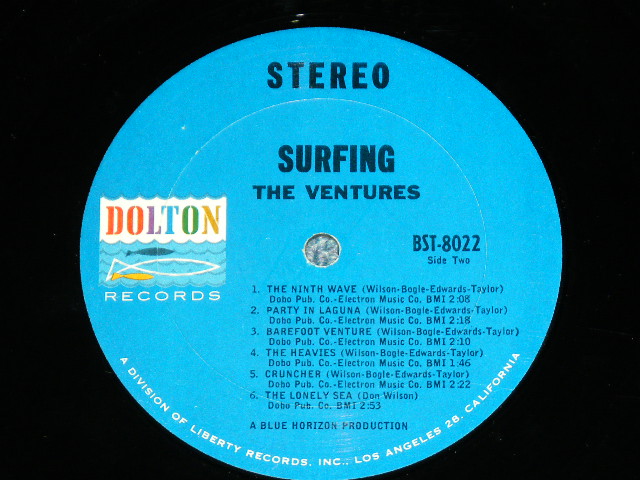 STEREO
SURFING
THE VENTURES
DOLTON
RECORDS
BST-8022
Side Two
1. THE NINTH WAVE (Wilson-Bogle-Edwards-Taylor)
Dobo Pub. Co.-Electron Music Co. BMI 2:08
2. PARTY IN LAGUNA (Wilson-Bogle-Edwards-Taylor)
Dobo Pub. Co.-Electron Music Co. BMI 2:18
3. BAREFOOT VENTURE (Wilson-Bogle-Edwards-Taylor)
Dobo Pub. Co.-Electron Music Co. BMI 2:10
4. THE HEAVIES (Wilson-Bogle-Edwards-Taylor)
Dobo Pub. Co.-Electron Music Co. BMI 1:46
5. CRUNCHER (Wilson-Bogle-Edwards-Taylor)
Dobo Pub. Co.-Electron Music Co. BMI 2:22
6. THE LONELY SEA (Don Wilson)
Dobo Pub. Co. BMI 2:53
A BLUE HORIZON PRODUCTION
A DIVISION OF LIBERTY RECORDS, INC., LOS ANGELES 28, CALIFORNIA